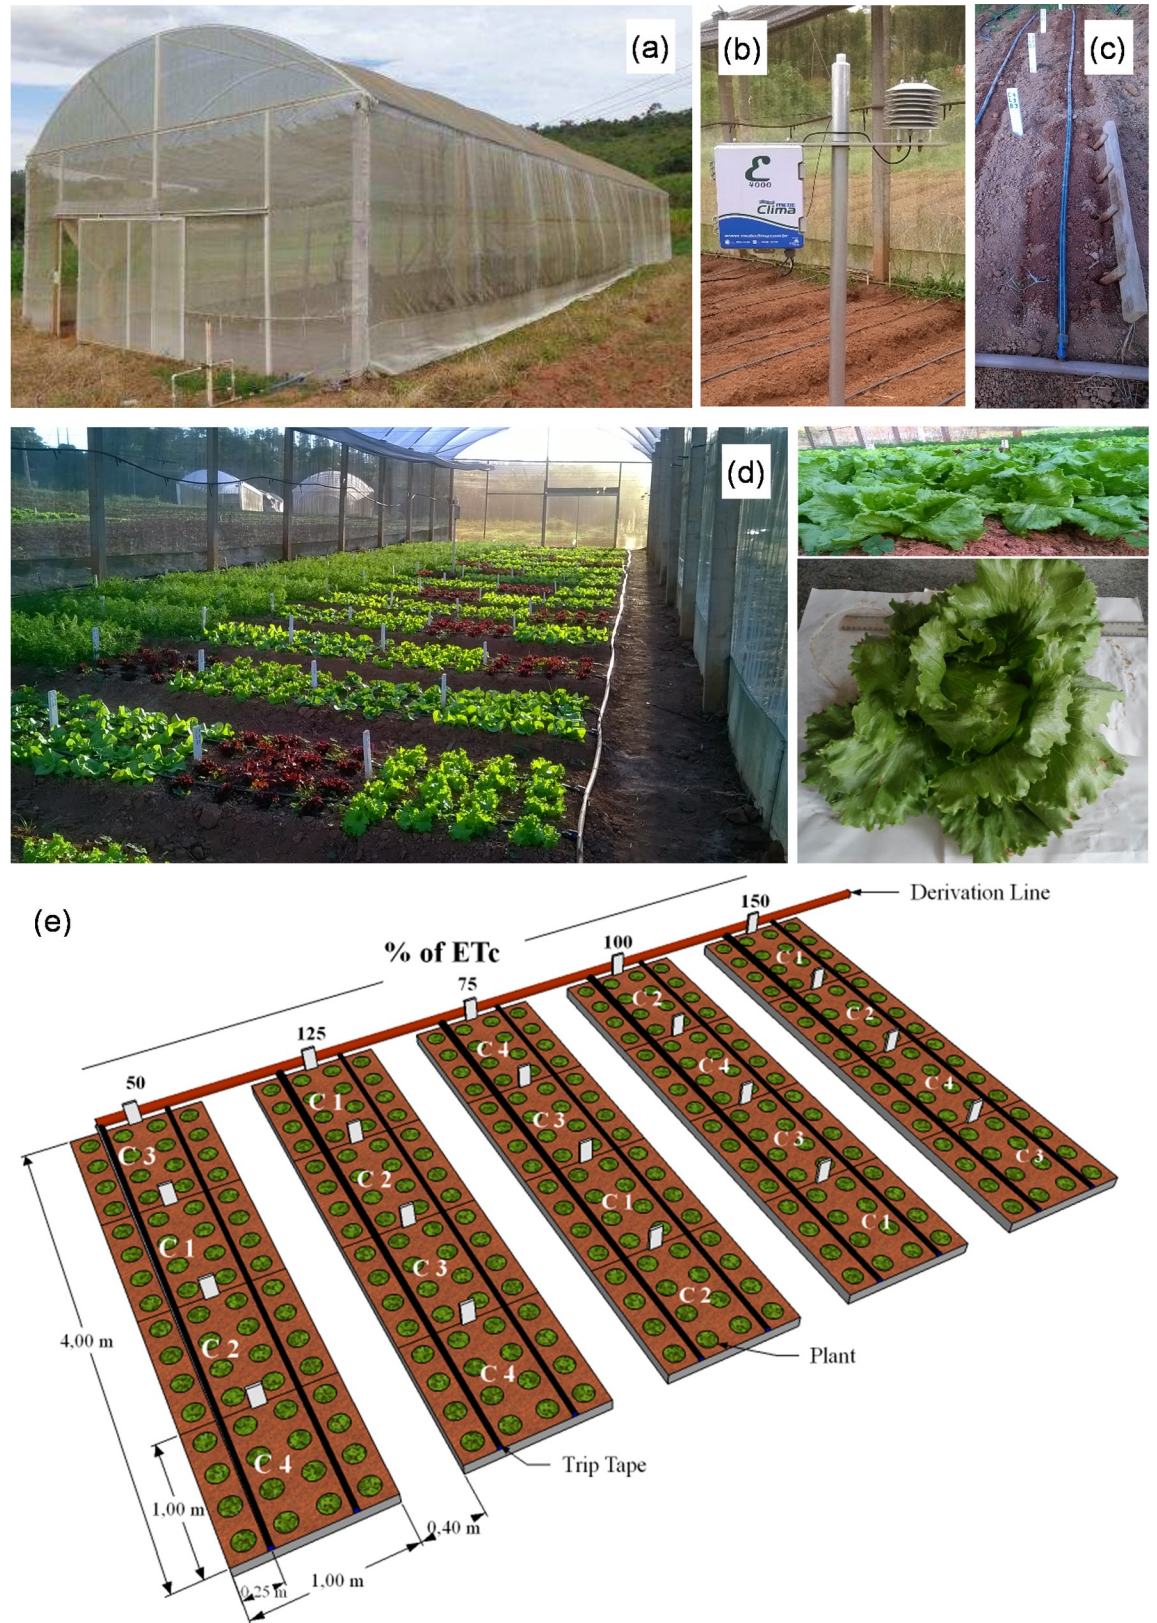 (a)
(b)
(c)
ε
4000
Clima
(d)
(e)
Derivation Line
% of ETc
150
100
75
125
50
C 1
C 2
C 4
C 3
C 2
C 4
C 3
C 1
C 4
C 3
C 1
C 2
C 1
C 2
C 3
C 4
C 3
C 1
C 2
C 4
4,00 m
1,00 m
0,25 m
1,00 m
0,40 m
Plant
Trip Tape